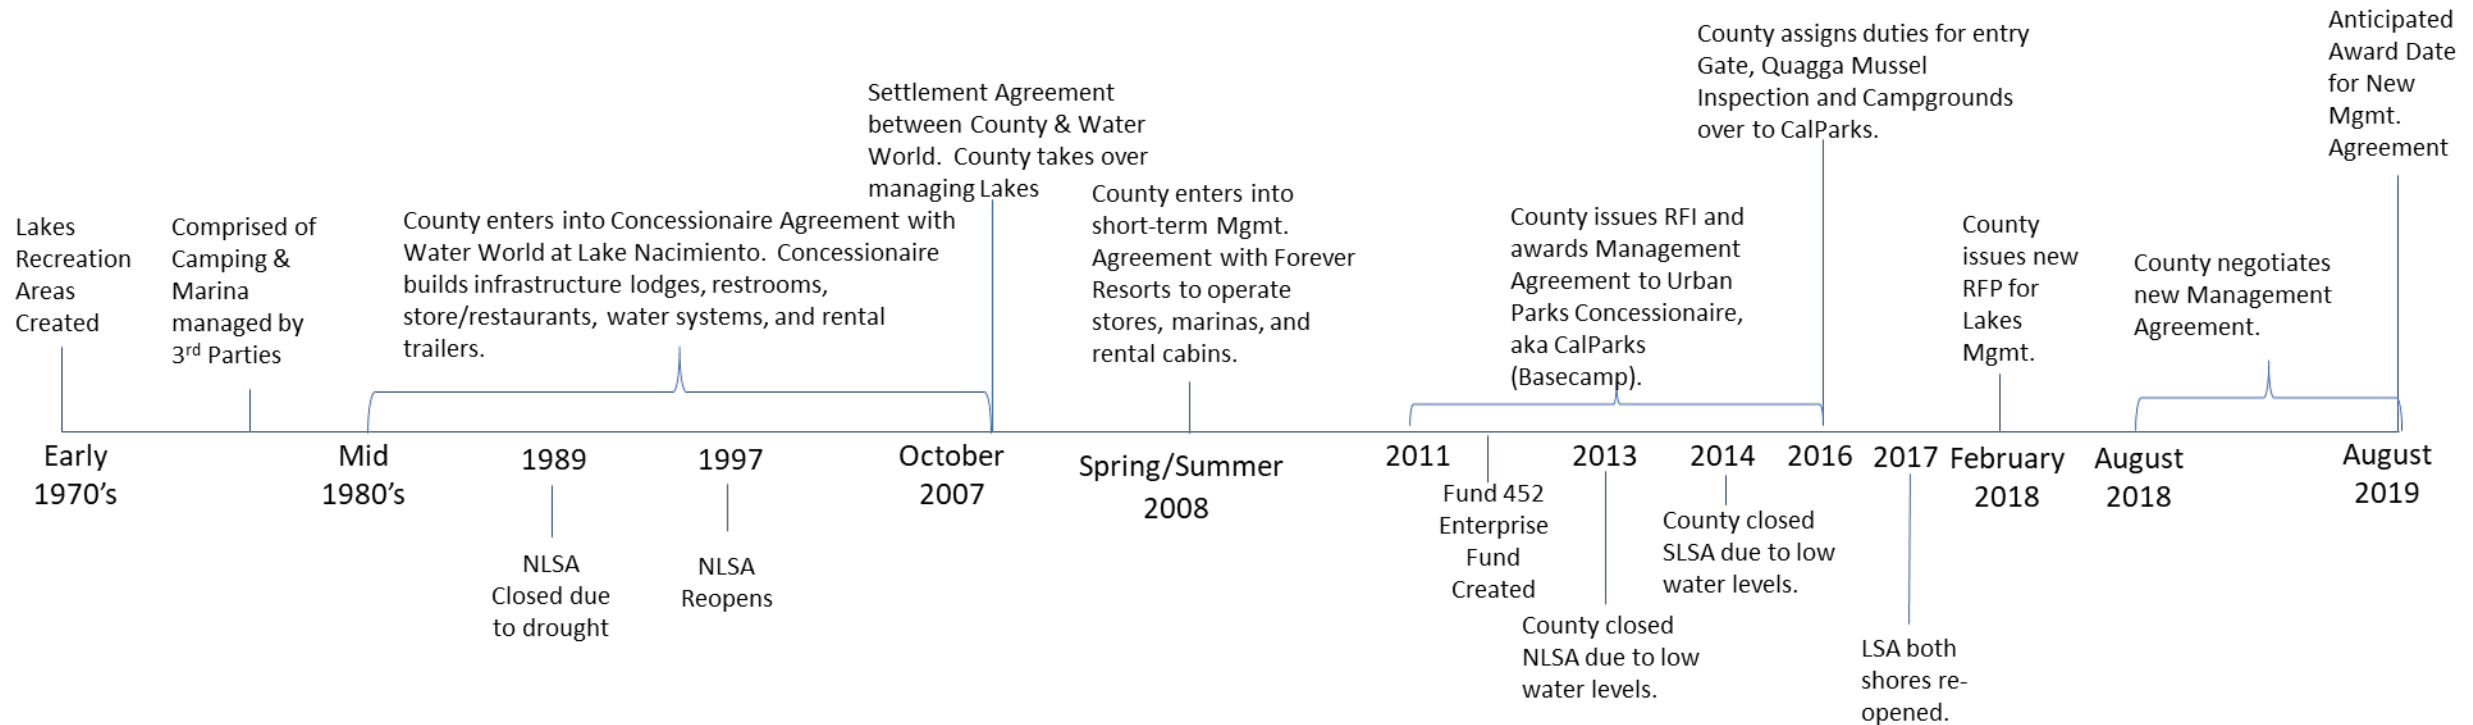 Lakes
Recreation
Areas
Created
Comprised of
Camping &
Marina
managed by
3rd Parties
County enters into Concessionaire Agreement with
Water World at Lake Nacimiento.  Concessionaire
builds infrastructure lodges, restrooms,
store/restaurants, water systems, and rental
trailers.
Settlement Agreement
between County & Water
World.  County takes over
managing Lakes
County enters into
short-term Mgmt.
Agreement with Forever
Resorts to operate
stores, marinas, and
rental cabins.
County issues RFI and
awards Management
Agreement to Urban
Parks Concessionaire,
aka CalParks
(Basecamp).
County assigns duties for entry
Gate, Quagga Mussel
Inspection and Campgrounds
over to CalParks.
County
issues new
RFP for
Lakes
Mgmt.
County negotiates
new Management
Agreement.
Anticipated
Award Date
for New
Mgmt.
Agreement
Early
1970’s
Mid
1980’s
1989
1997
October
2007
Spring/Summer
2008
2011
2013
2014
2016
2017
February
2018
August
2018
August
2019
NLSA
Closed due
to drought
NLSA
Reopens
Fund 452
Enterprise
Fund
Created
County closed
NLSA due to low
water levels.
County closed
SLSA due to low
water levels.
LSA both
shores re-
opened.